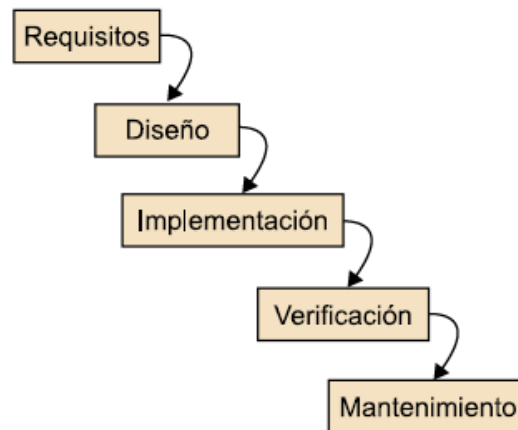 Requisitos
Diseño
Implementación
Verificación
Mantenimiento